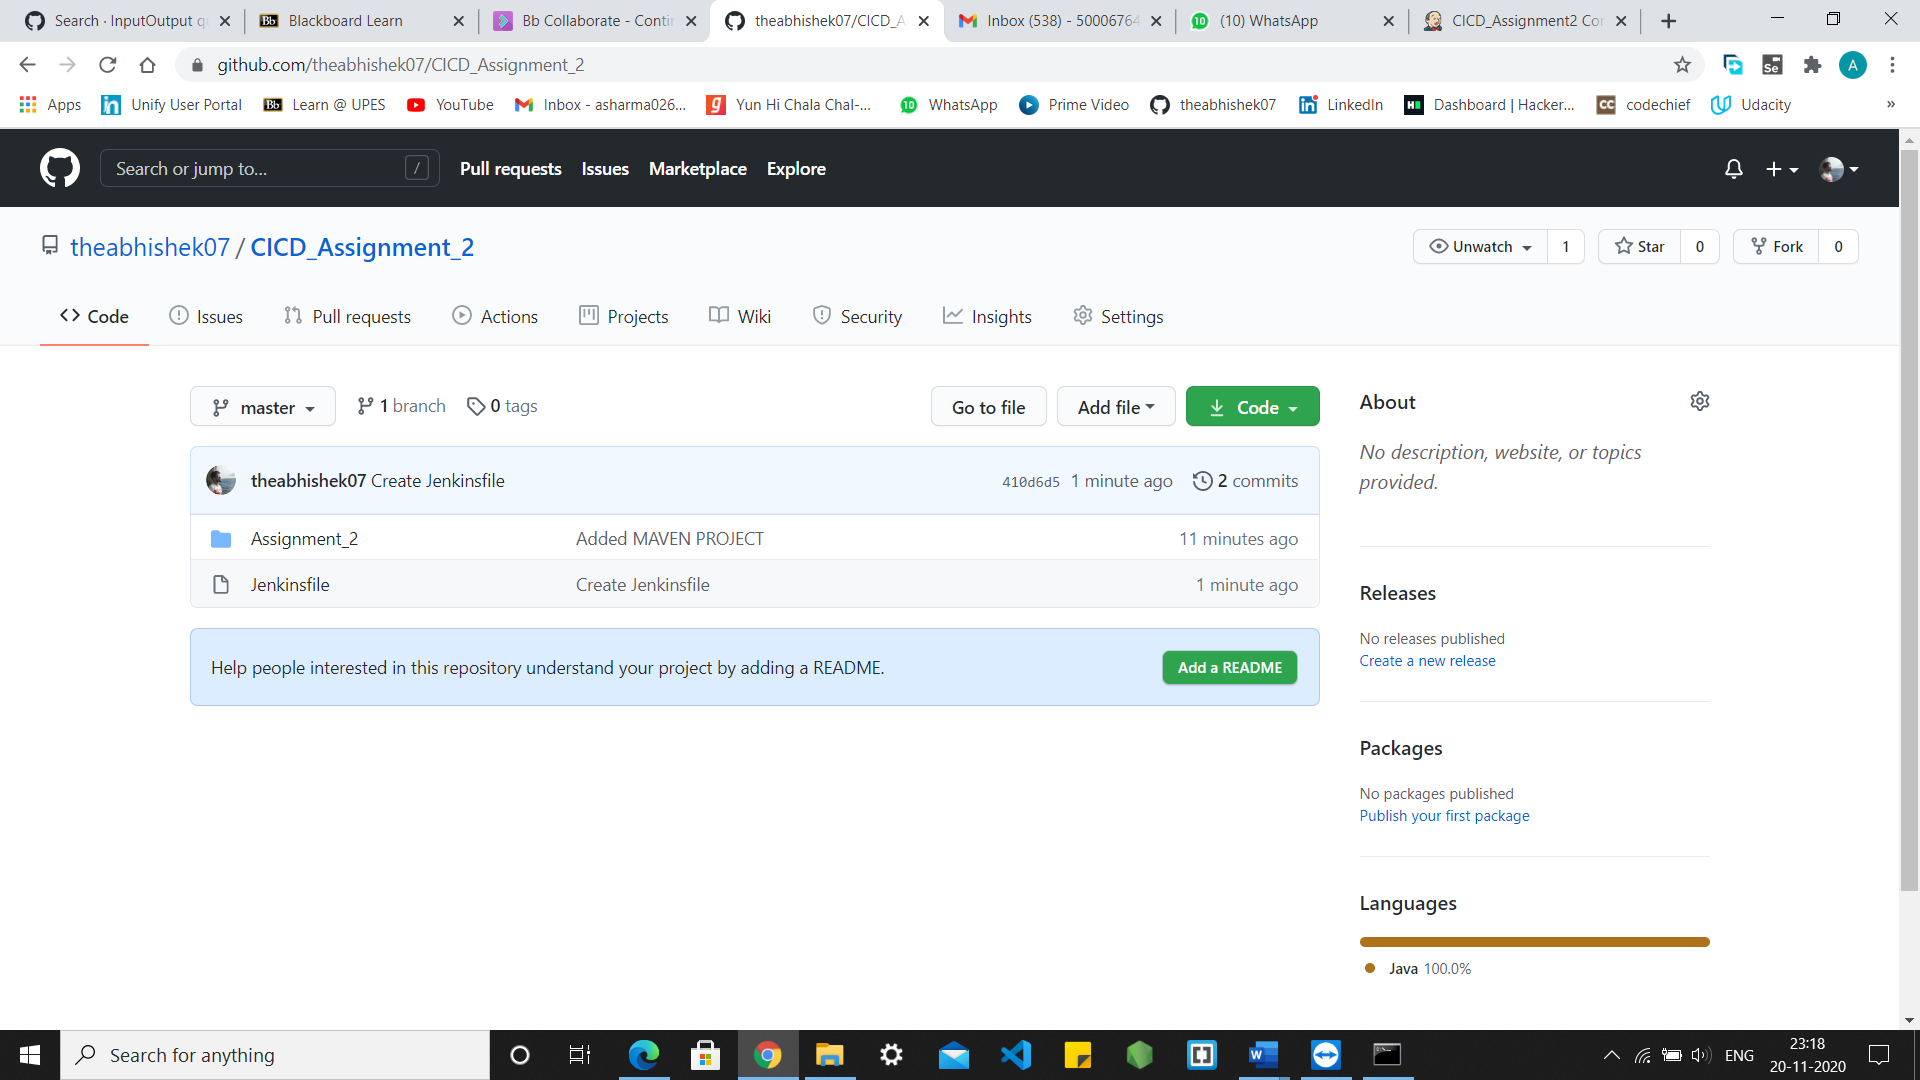 Search · InputOutput q
Blackboard Learn
Bb Collaborate - Contin
theabhishek07/CICD_A
Inbox (538) - 50006764
(10) WhatsApp
CICD_Assignment2 Con
github.com/theabhishek07/CICD_Assignment_2
Apps
Unify User Portal
Learn @ UPES
YouTube
Inbox - asharma026...
Yun Hi Chala Chal-...
WhatsApp
Prime Video
theabhishek07
LinkedIn
Dashboard | Hacker...
codechief
Udacity
»
Search or jump to...
/
Pull requests
Issues
Marketplace
Explore
theabhishek07 / CICD_Assignment_2
Unwatch 1
Star 0
Fork 0
Code
Issues
Pull requests
Actions
Projects
Wiki
Security
Insights
Settings
master
1 branch
0 tags
Go to file
Add file
Code
theabhishek07 Create Jenkinsfile
410d6d5 1 minute ago
2 commits
Assignment_2 Added MAVEN PROJECT 11 minutes ago
Jenkinsfile Create Jenkinsfile 1 minute ago
Help people interested in this repository understand your project by adding a README.
Add a README
About
No description, website, or topics
provided.
Releases
No releases published
Create a new release
Packages
No packages published
Publish your first package
Languages
Java 100.0%
Search for anything
ENG
23:18
20-11-2020